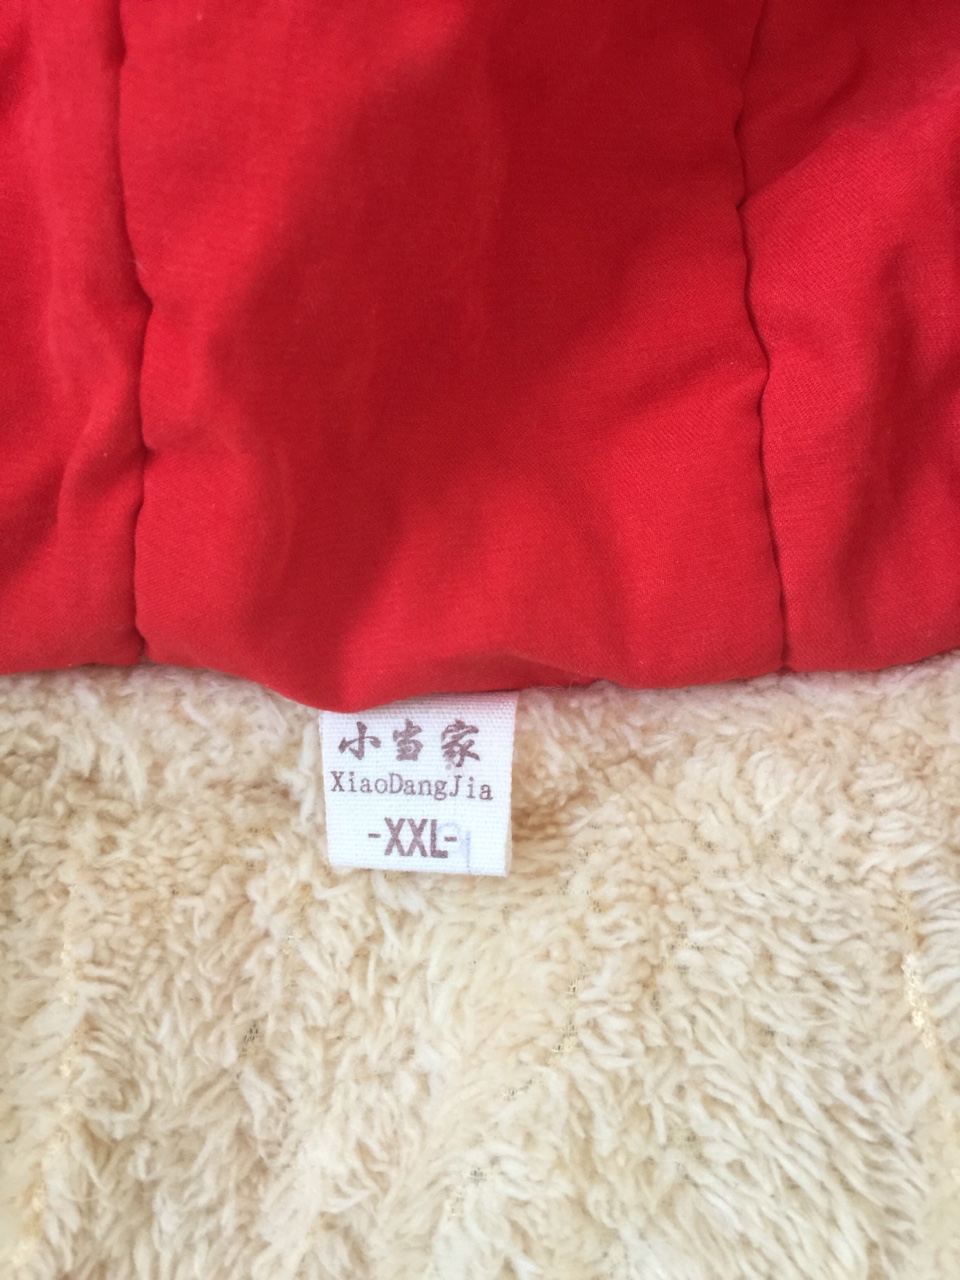 小当家
XiaoDangJia
-XXL-